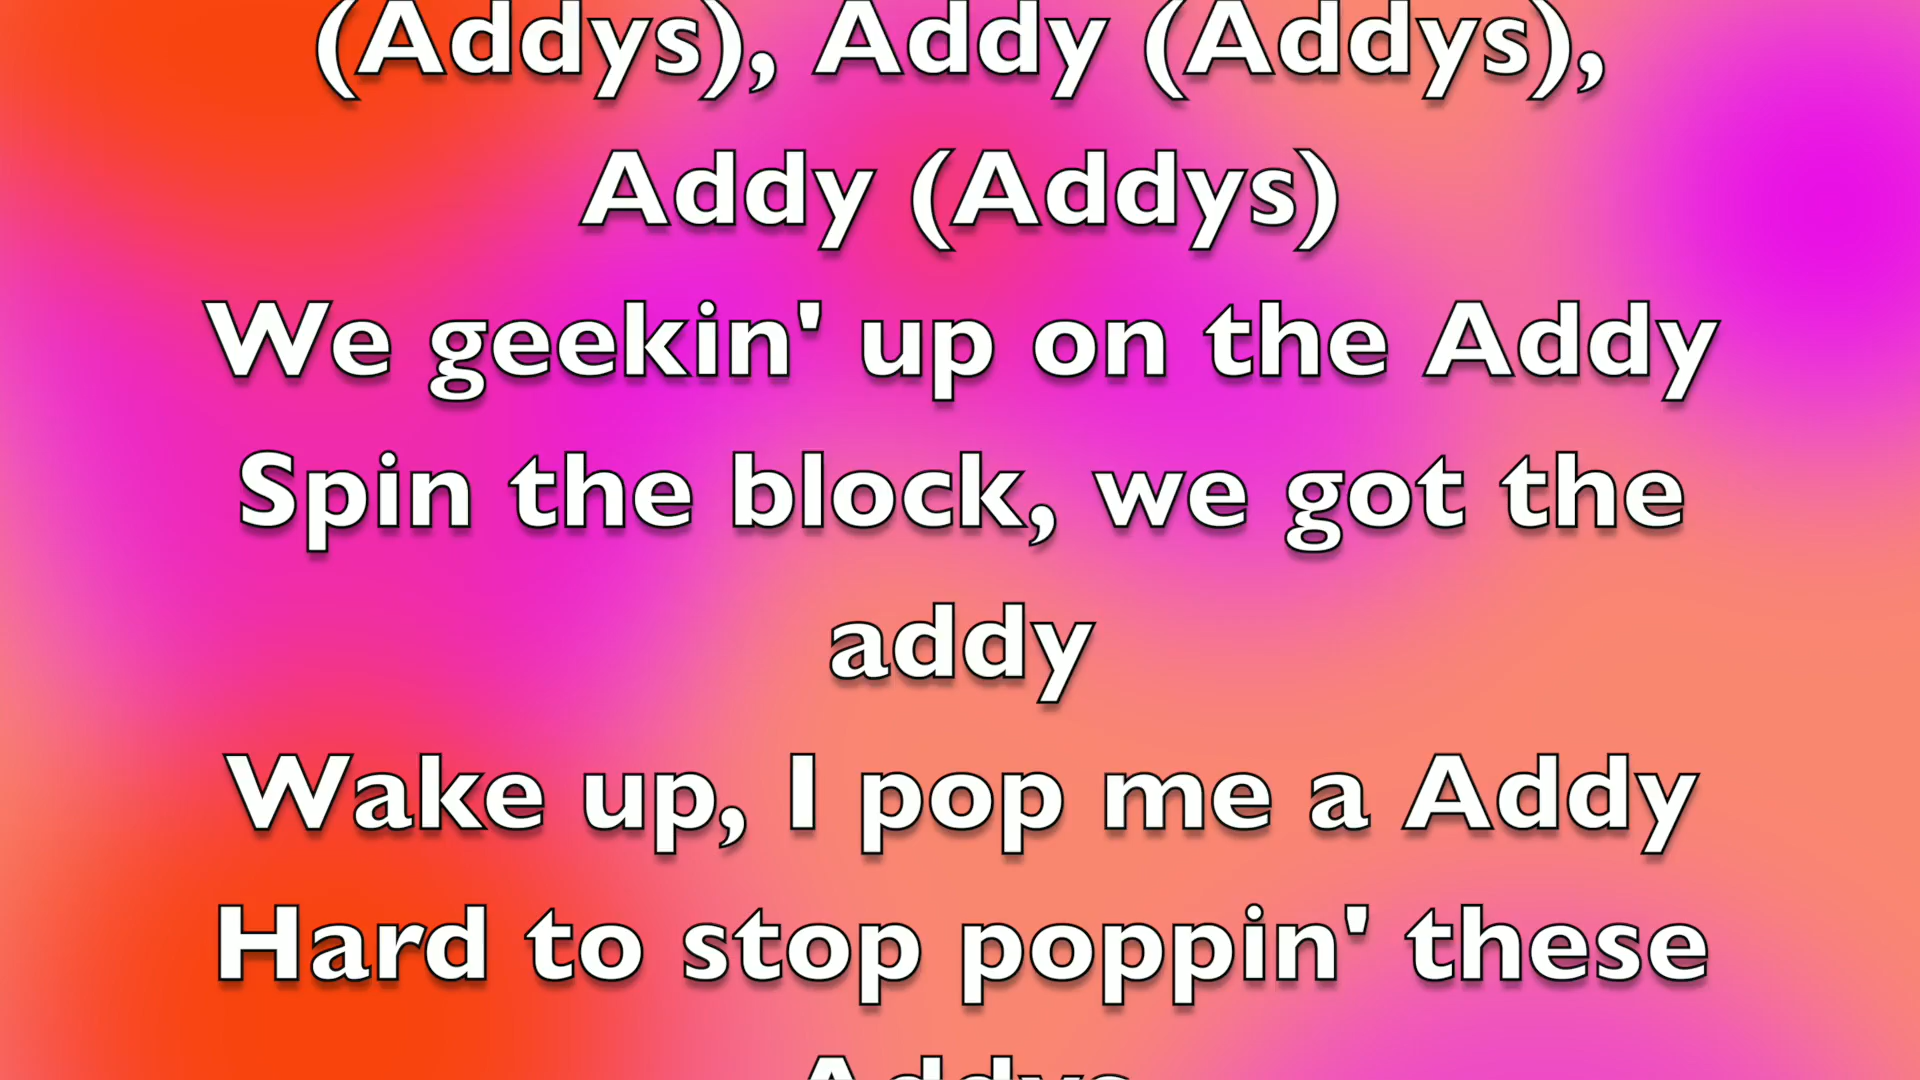 (Addys), Addy (Addys),
Addy (Addys)
We geekin' up on the Addy
Spin the block, we got the
addy
Wake up, I pop me a Addy
Hard to stop poppin' these
Addys